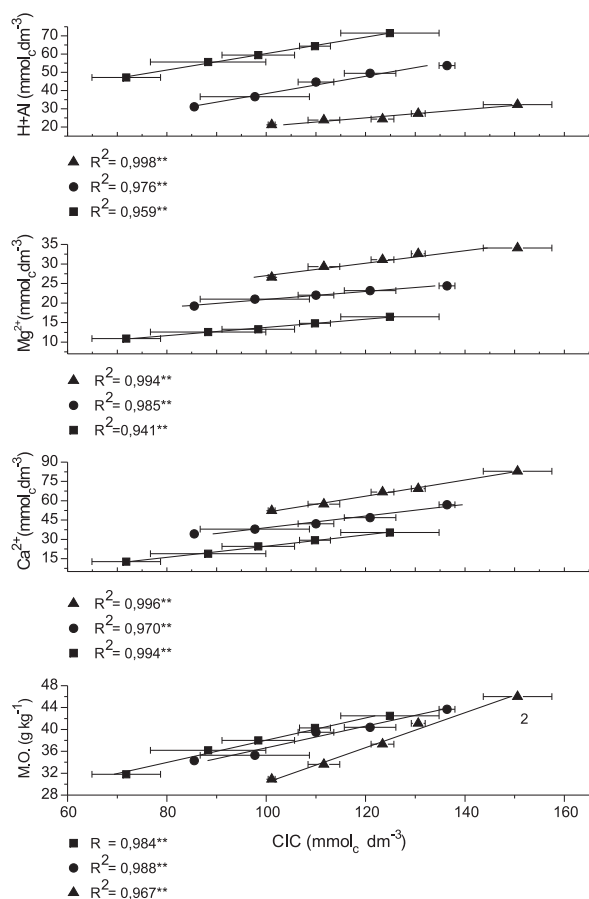 H+Al (mmol_c dm⁻³)
70
60
50
40
30
20
▲ R² = 0,998**
● R² = 0,976**
■ R² = 0,959**
Mg²⁺(mmol_c dm⁻³)
35
30
25
20
15
10
▲ R² = 0,994**
● R² = 0,985**
■ R² =0,941**
Ca²⁺(mmol_c dm⁻³)
90
75
60
45
30
15
▲ R² = 0,996**
● R² = 0,970**
■ R² = 0,994**
M.O. (g kg⁻¹)
48
44
40
36
32
28
2
60 80 100 120 140 160
CIC (mmol_c dm⁻³)
■ R = 0,984**
● R² = 0,988**
▲ R² = 0,967**